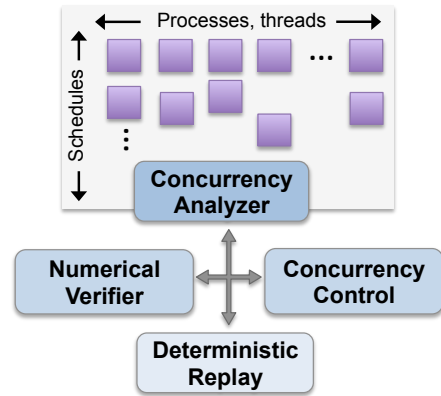 Processes, threads
Schedules
...
...
Concurrency
Analyzer
Numerical
Verifier
Concurrency
Control
Deterministic
Replay